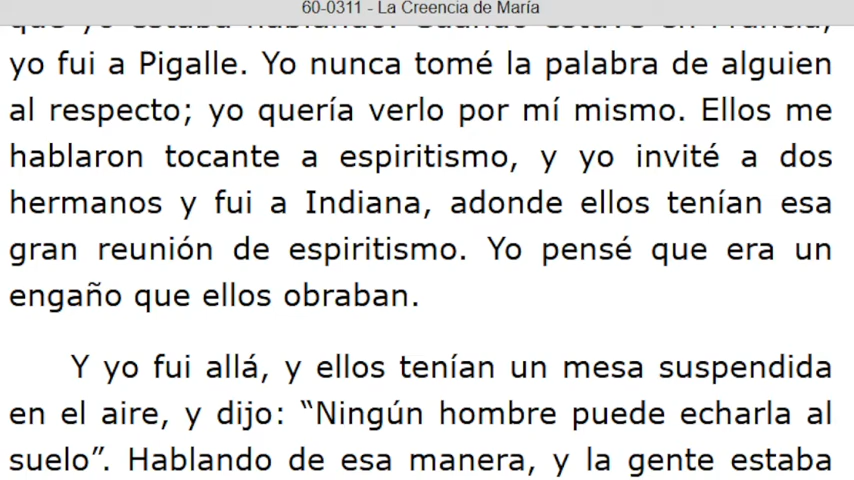 60-0311 - La Creencia de María
yo fui a Pigalle. Yo nunca tomé la palabra de alguien
al respecto; yo quería verlo por mí mismo. Ellos me
hablaron tocante a espiritismo, y yo invité a dos
hermanos y fui a Indiana, adonde ellos tenían esa
gran reunión de espiritismo. Yo pensé que era un
engaño que ellos obraban.
Y yo fui allá, y ellos tenían un mesa suspendida
en el aire, y dijo: “Ningún hombre puede echarla al
suelo”. Hablando de esa manera, y la gente estaba